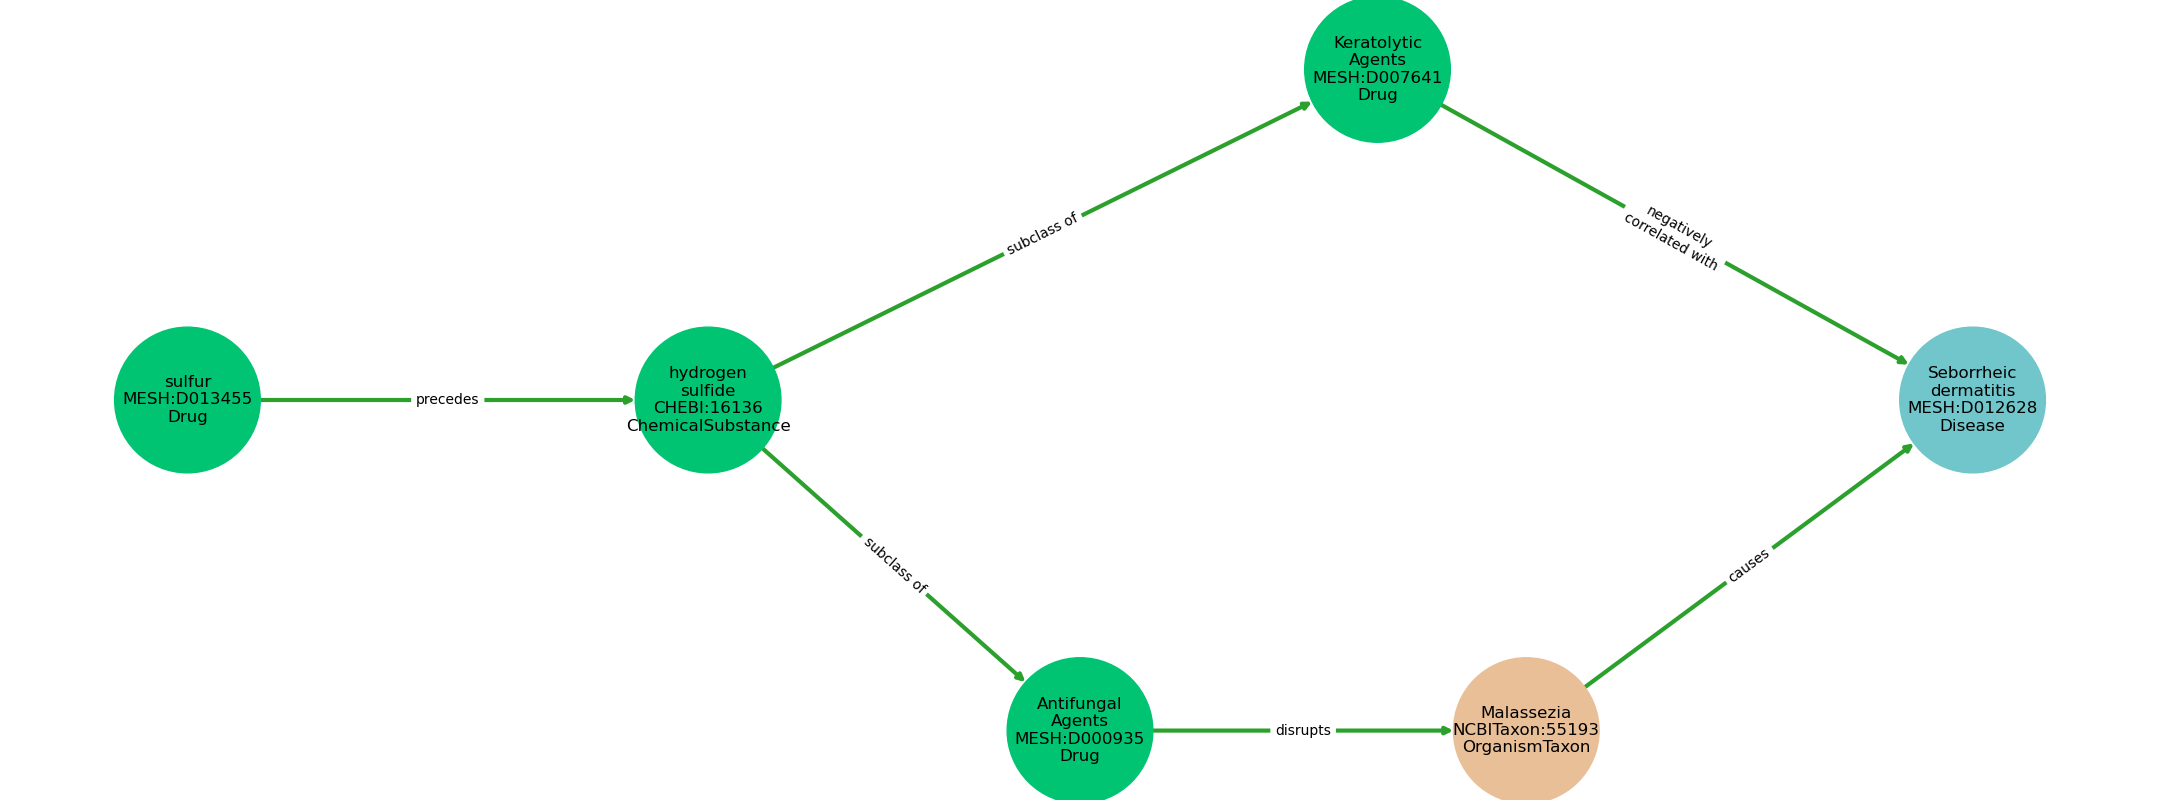 Keratolytic
Agents
MESH:D007641
Drug
negatively
correlated with
subclass of
sulfur
MESH:D013455
Drug
precedes
hydrogen
sulfide
CHEBI:16136
ChemicalSubstance
Seborrheic
dermatitis
MESH:D012628
Disease
subclass of
causes
Antifungal
Agents
MESH:D000935
Drug
disrupts
Malassezia
NCBITaxon:55193
OrganismTaxon